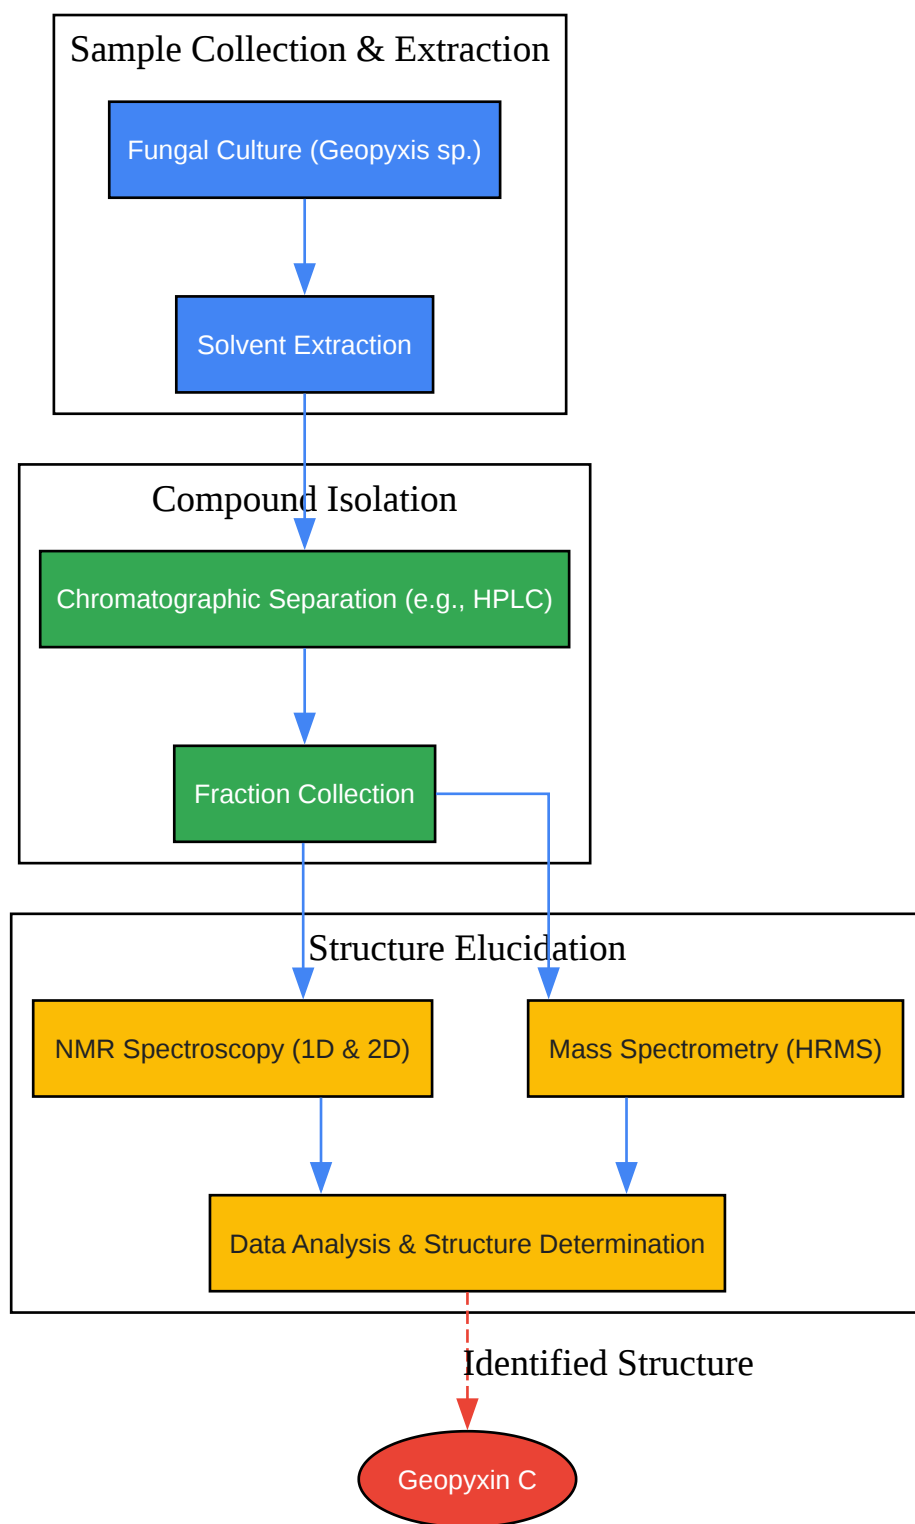 Sample Collection & Extraction
Fungal Culture (Geopyxis sp.)
Solvent Extraction
Compound Isolation
Chromatographic Separation (e.g., HPLC)
Fraction Collection
Structure Elucidation
NMR Spectroscopy (1D & 2D)
Mass Spectrometry (HRMS)
Data Analysis & Structure Determination
Identified Structure
Geopyxin C